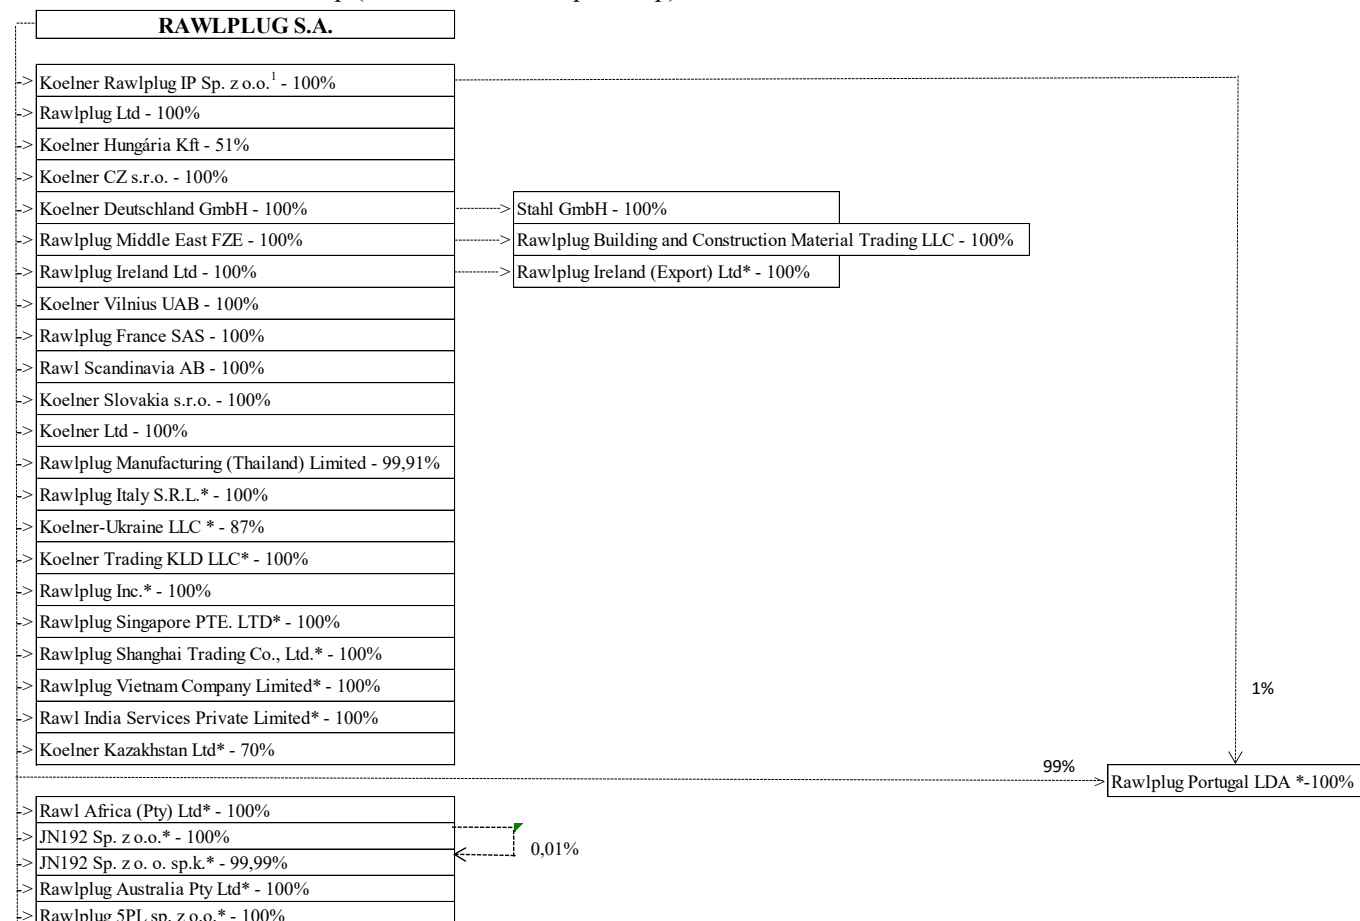 RAWLPLUG S.A.
-> Koelner Rawlplug IP Sp. z o.o.1 - 100%
-> Rawlplug Ltd - 100%
-> Koelner Hungária Kft - 51%
-> Koelner CZ s.r.o. - 100%
-> Koelner Deutschland GmbH - 100% -> Stahl GmbH - 100%
-> Rawlplug Middle East FZE - 100% -> Rawlplug Building and Construction Material Trading LLC - 100%
-> Rawlplug Ireland Ltd - 100% -> Rawlplug Ireland (Export) Ltd* - 100%
-> Koelner Vilnius UAB - 100%
-> Rawlplug France SAS - 100%
-> Rawl Scandinavia AB - 100%
-> Koelner Slovakia s.r.o. - 100%
-> Koelner Ltd - 100%
-> Rawlplug Manufacturing (Thailand) Limited - 99,91%
-> Rawlplug Italy S.R.L.* - 100%
-> Koelner-Ukraine LLC * - 87%
-> Koelner Trading KLD LLC* - 100%
-> Rawlplug Inc.* - 100%
-> Rawlplug Singapore PTE. LTD* - 100%
-> Rawlplug Shanghai Trading Co., Ltd.* - 100%
-> Rawlplug Vietnam Company Limited* - 100%
1%
-> Rawl India Services Private Limited* - 100%
-> Koelner Kazakhstan Ltd* - 70%
99%
> Rawlplug Portugal LDA *-100%
-> Rawl Africa (Pty) Ltd* - 100%
-> JN192 Sp. z o.o.* - 100%
0,01%
-> JN192 Sp. z o. o. sp.k.* - 99,99%
-> Rawlplug Australia Pty Ltd* - 100%
-> Rawlplug 5PL sp. z o.o.* - 100%